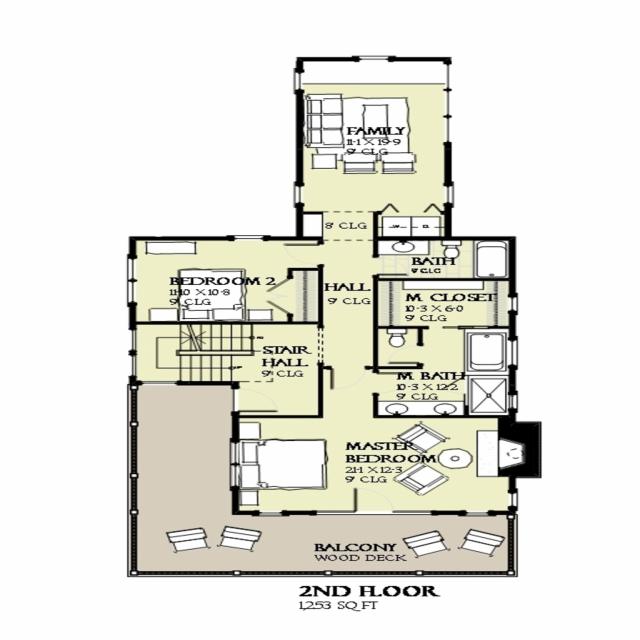 FAMILY
11-1 X 19-9
9' CLG
8' CLG
W D
BATH
9' CLG
BEDROOM 2
11-10 X 10-8
9' CLG
HALL
9' CLG
M. CLOSET
10-3 X 6-0
9' CLG
STAIR
HALL
9' CLG
M. BATH
10-3 X 12-2
9' CLG
MASTER
BEDROOM
21-1 X 12-3
9' CLG
BALCONY
WOOD DECK
2ND FLOOR
1,253 SQ FT